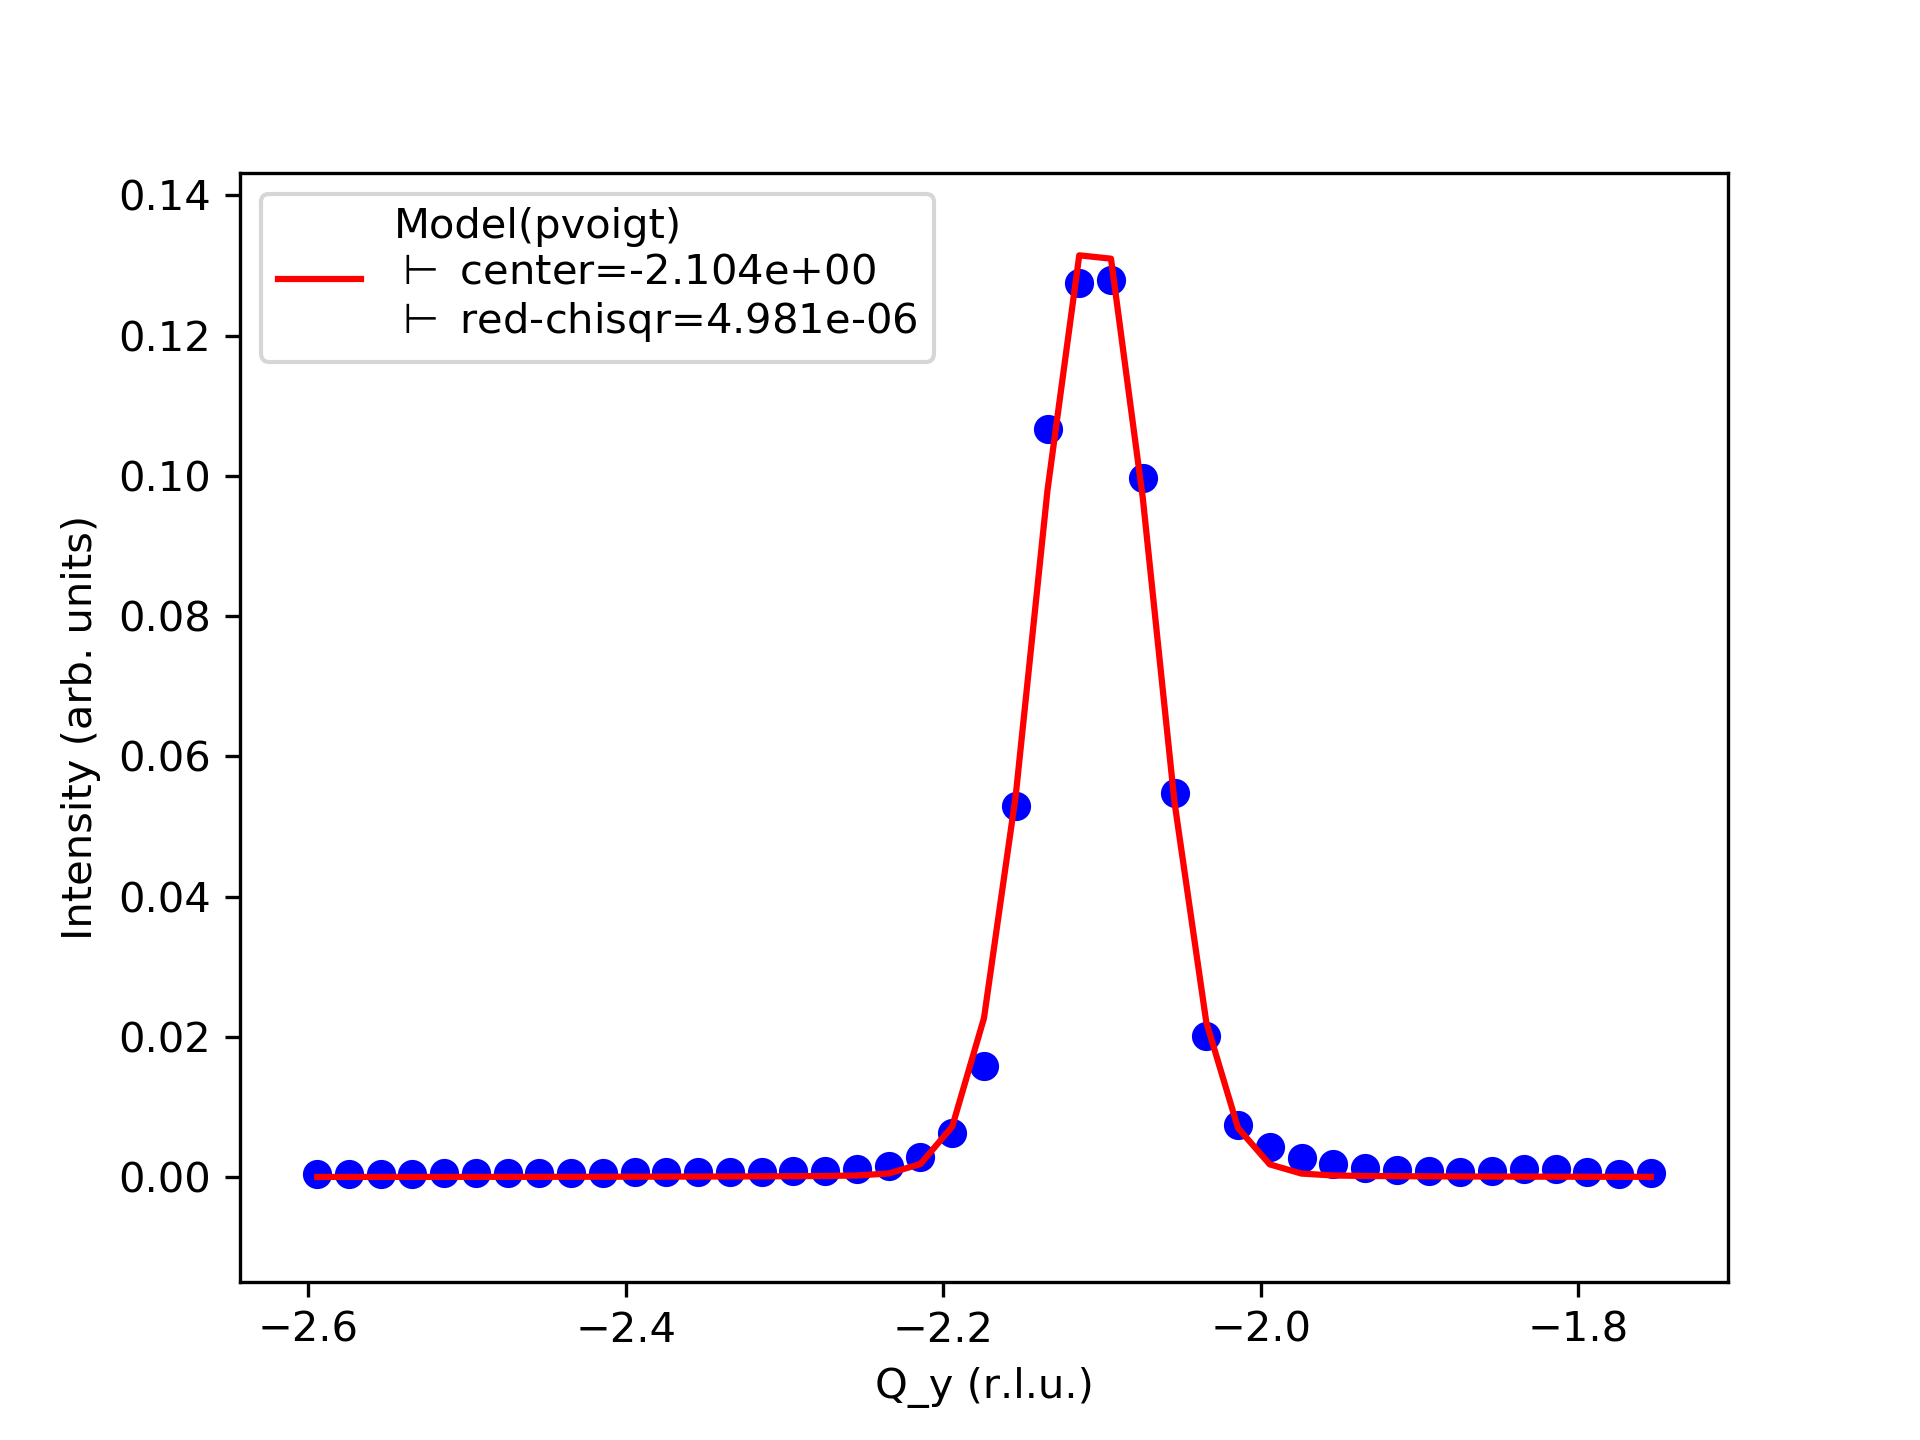 Model(pvoigt)
⊢ center=-2.104e+00
⊢ red-chisqr=4.981e-06
0.14
0.12
0.10
0.08
0.06
0.04
0.02
0.00
Intensity (arb. units)
−2.6 −2.4 −2.2 −2.0 −1.8
Q_y (r.l.u.)